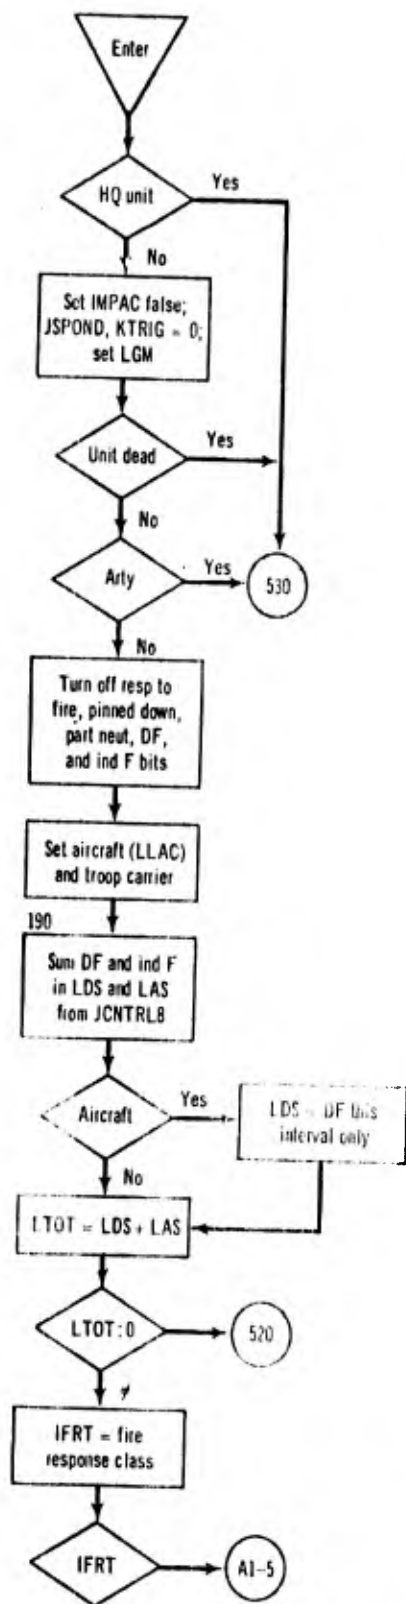 Enter
HQ unit
Yes
No
Set IMPAC false;
JSPOND, KTRIG = 0;
set LGM
Unit dead
Yes
No
Arty
Yes
530
No
Turn off resp to
fire, pinned down,
part neut, DF,
and ind F bits
Set aircraft (LLAC)
and troop carrier
190
Sum DF and ind F
in LDS and LAS
from JCNTRL8
Aircraft
Yes
LDS = DF this
interval only
No
LTOT = LDS + LAS
LTOT : 0
520
≠
IFRT = fire
response class
IFRT
A1-5